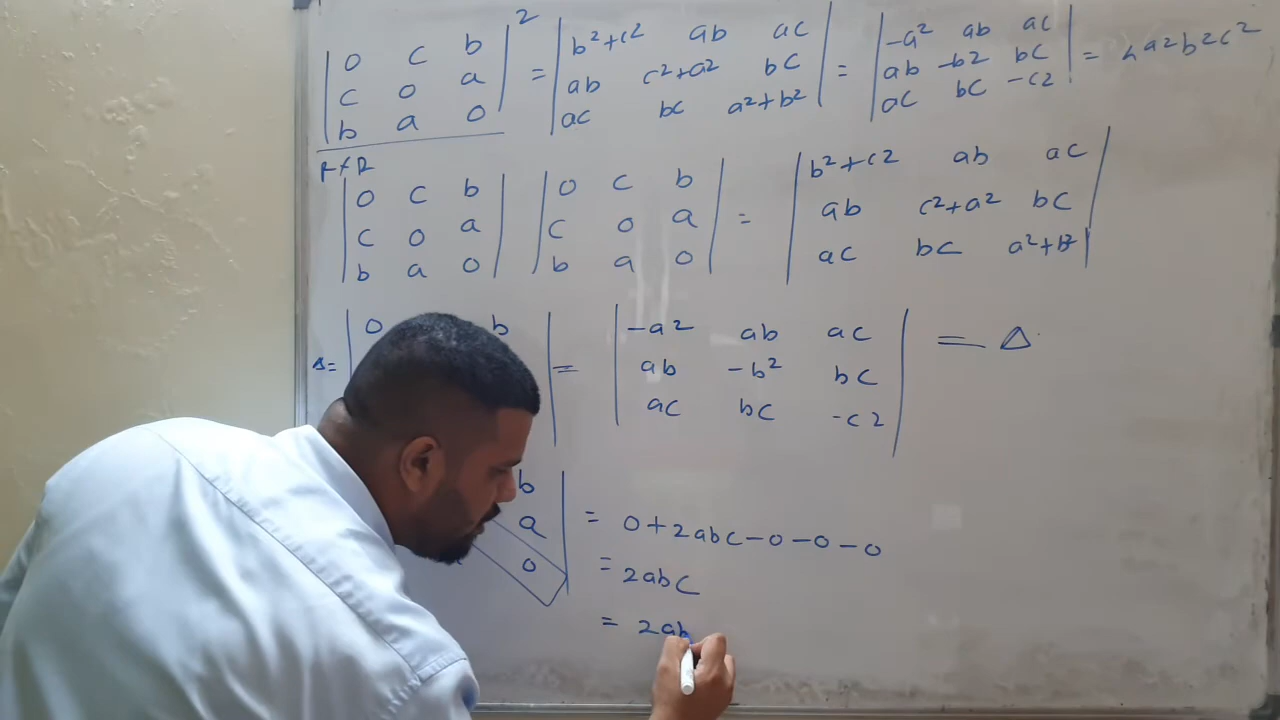 | 0 c b |² = | b²+c² ab ac | = | -a² ab ac | = 4a²b²c²
| c 0 a | | ab c²+a² bc | | ab -b2 bc |
| b a 0 | | ac bc a²+b² | | ac bc -c2 |
R×R
| 0 c b | | 0 c b | = | b²+c2 ab ac |
| c 0 a | | c 0 a | | ab c²+a² bc |
| b a 0 | | b a 0 | | ac bc a²+b² |
Δ = | 0 b | = | -a2 ab ac | = Δ
| ab -b² bc |
| ac bc -c2 |
b |
a | = 0+2abc-0-0-0
0 | = 2abc
= 2ab